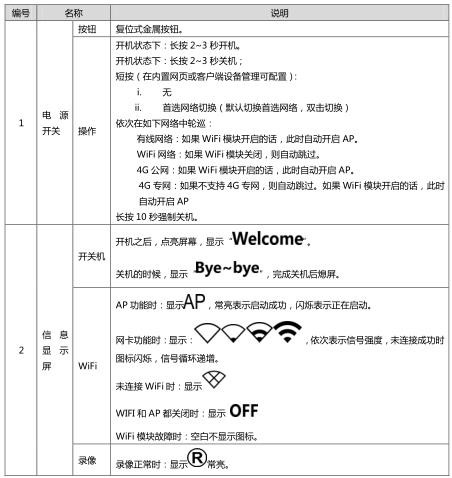 编号 名称 说明
按钮 复位式金属按钮。
1 电源开关 操作
开机状态下：长按 2~3 秒开机。
开机状态下：长按 2~3 秒关机；
短按（在内置网页或客户端设备管理可配置）：
i. 无
ii. 首选网络切换（默认切换首选网络，双击切换）
依次在如下网络中轮巡：
有线网络：如果 WiFi 模块开启的话，此时自动开启 AP。
WiFi 网络：如果 WiFi 模块关闭，则自动跳过。
4G 公网：如果 WiFi 模块开启的话，此时自动开启 AP。
4G 专网：如果不支持 4G 专网，则自动跳过。如果 WiFi 模块开启的话，此时
自动开启 AP
长按 10 秒强制关机。
2 信息显示屏
开关机
开机之后，点亮屏幕，显示 “Welcome”。
关机的时候，显示 “Bye~bye”，完成关机后熄屏。
WiFi
AP 功能时：显示AP，常亮表示启动成功，闪烁表示正在启动。
网卡功能时：显示：，依次表示信号强度，未连接成功时
图标闪烁，信号循环递增。
未连接 WiFi 时：显示
WIFI 和 AP 都关闭时：显示 OFF
WiFi 模块故障时：空白不显示图标。
录像 录像正常时：显示®常亮。